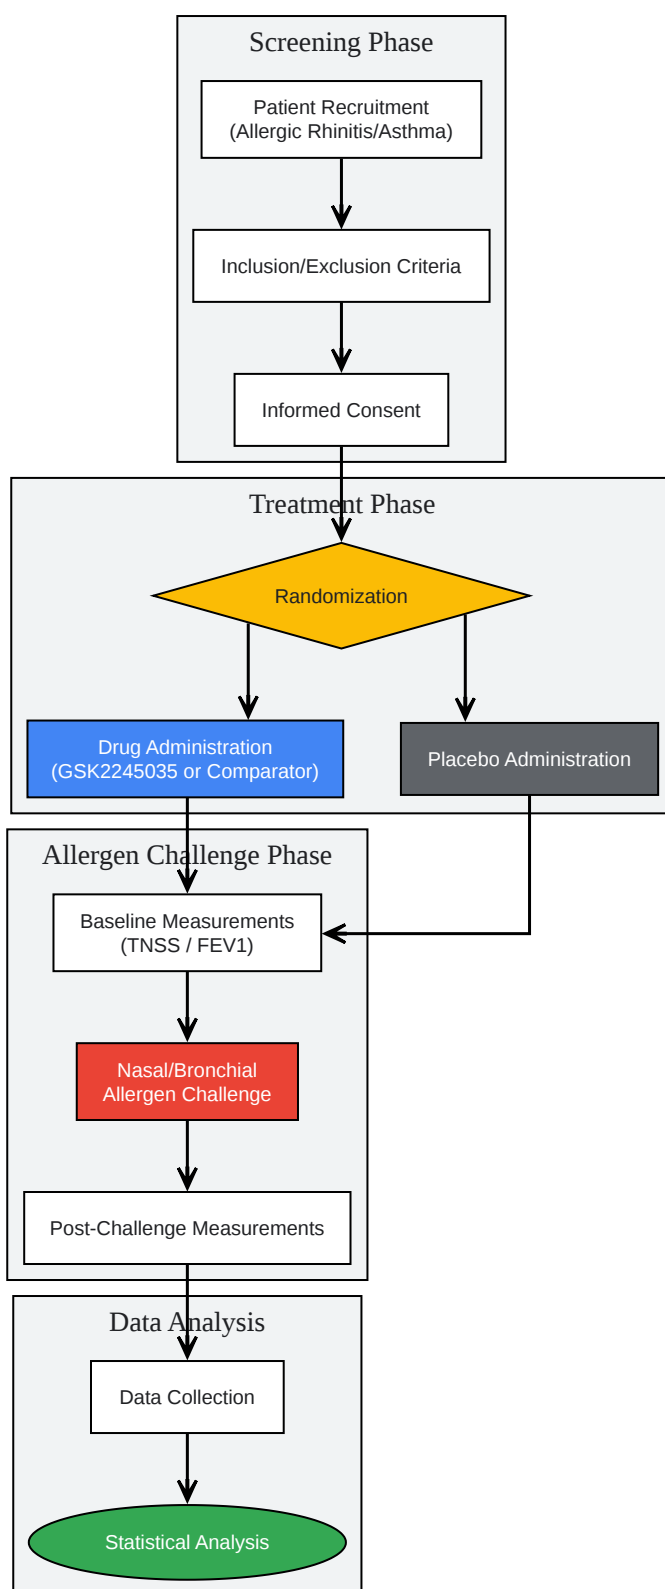 Screening Phase
Patient Recruitment
(Allergic Rhinitis/Asthma)
Inclusion/Exclusion Criteria
Informed Consent
Treatment Phase
Randomization
Drug Administration
(GSK2245035 or Comparator)
Placebo Administration
Allergen Challenge Phase
Baseline Measurements
(TNSS / FEV1)
Nasal/Bronchial
Allergen Challenge
Post-Challenge Measurements
Data Analysis
Data Collection
Statistical Analysis